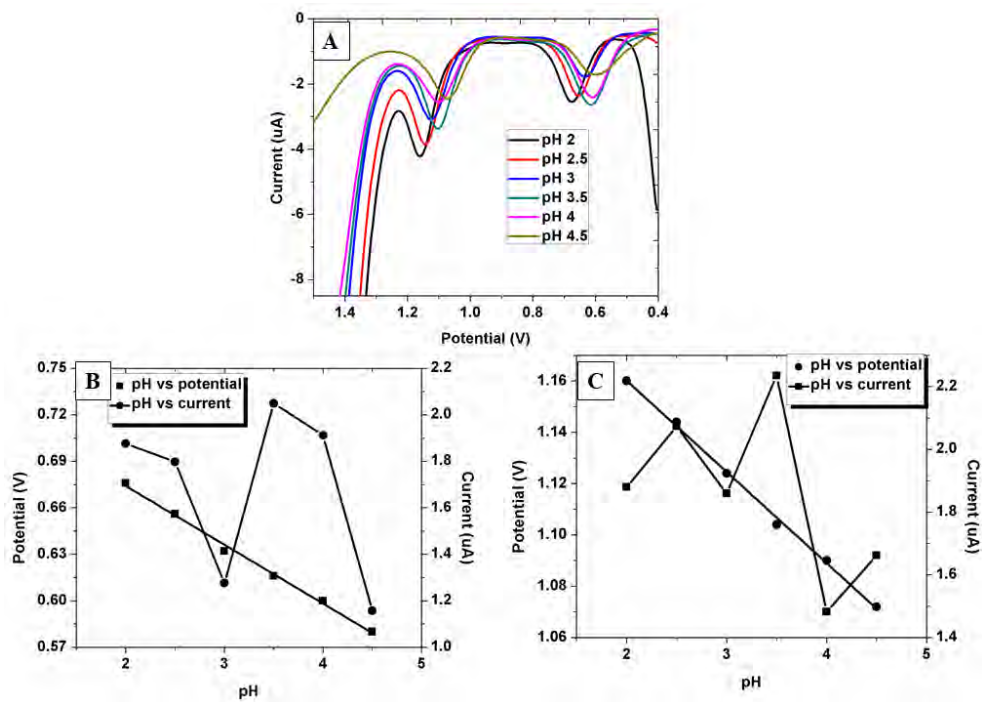 A
0
-2
-4
-6
-8
Current (uA)
pH 2
pH 2.5
pH 3
pH 3.5
pH 4
pH 4.5
1.4 1.2 1.0 0.8 0.6 0.4
Potential (V)
B
pH vs potential
pH vs current
0.75
0.72
0.69
0.66
0.63
0.60
0.57
Potential (V)
2.2
2.0
1.8
1.6
1.4
1.2
1.0
Current (uA)
2 3 4 5
pH
C
pH vs potential
pH vs current
1.16
1.14
1.12
1.10
1.08
1.06
Potential (V)
2.2
2.0
1.8
1.6
1.4
Current (uA)
2 3 4 5
pH